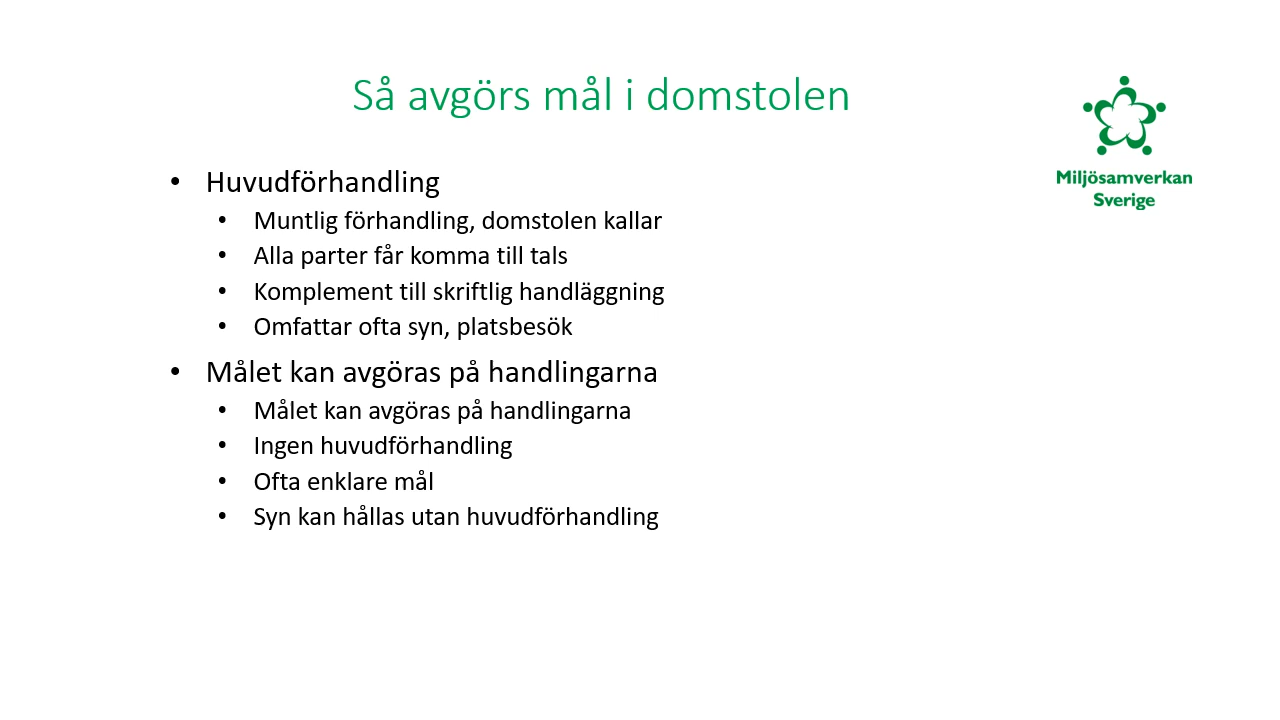 Så avgörs mål i domstolen
Miljösamverkan
Sverige
• Huvudförhandling
• Muntlig förhandling, domstolen kallar
• Alla parter får komma till tals
• Komplement till skriftlig handläggning
• Omfattar ofta syn, platsbesök
• Målet kan avgöras på handlingarna
• Målet kan avgöras på handlingarna
• Ingen huvudförhandling
• Ofta enklare mål
• Syn kan hållas utan huvudförhandling